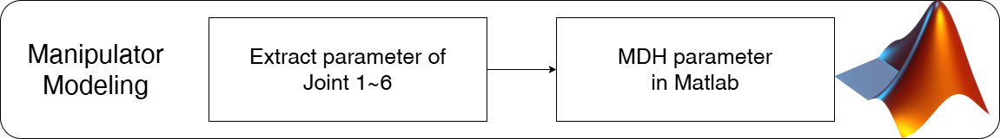 Manipulator
Modeling
Extract parameter of
Joint 1~6
MDH parameter
in Matlab